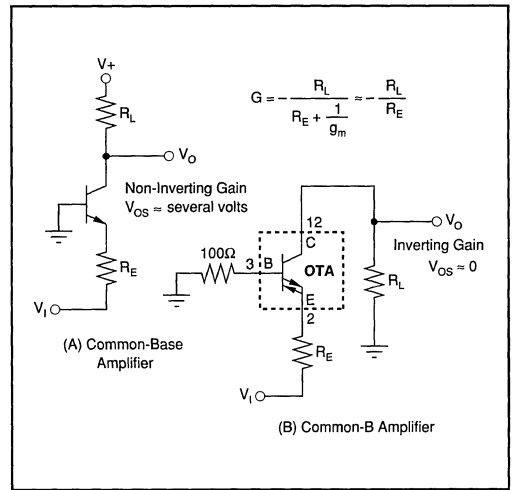 V+
R_L
V_O
Non-Inverting Gain
V_OS ≈ several volts
R_E
V_I
(A) Common-Base
Amplifier
G = - R_L / (R_E + 1/g_m) ≈ - R_L / R_E
12
C
100Ω
3
B
OTA
E
2
V_O
Inverting Gain
V_OS ≈ 0
R_L
R_E
V_I
(B) Common-B Amplifier